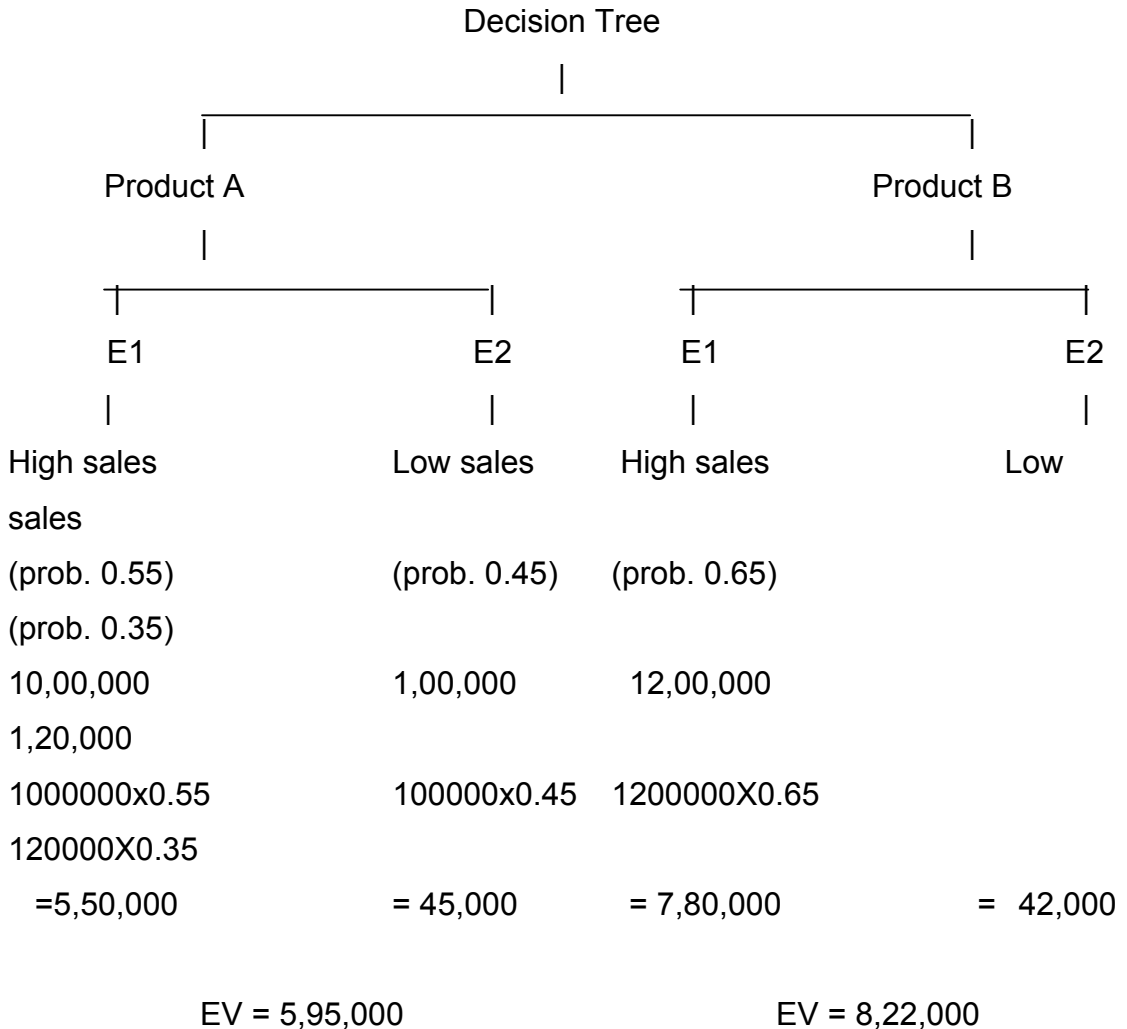 Decision Tree
|
| |
Product A Product B
| |
| | | |
E1 E2 E1 E2
| | | |
High sales Low sales High sales Low
sales
(prob. 0.55) (prob. 0.45) (prob. 0.65)
(prob. 0.35)
10,00,000 1,00,000 12,00,000
1,20,000
1000000x0.55 100000x0.45 1200000X0.65
120000X0.35
=5,50,000 = 45,000 = 7,80,000 = 42,000
EV = 5,95,000 EV = 8,22,000